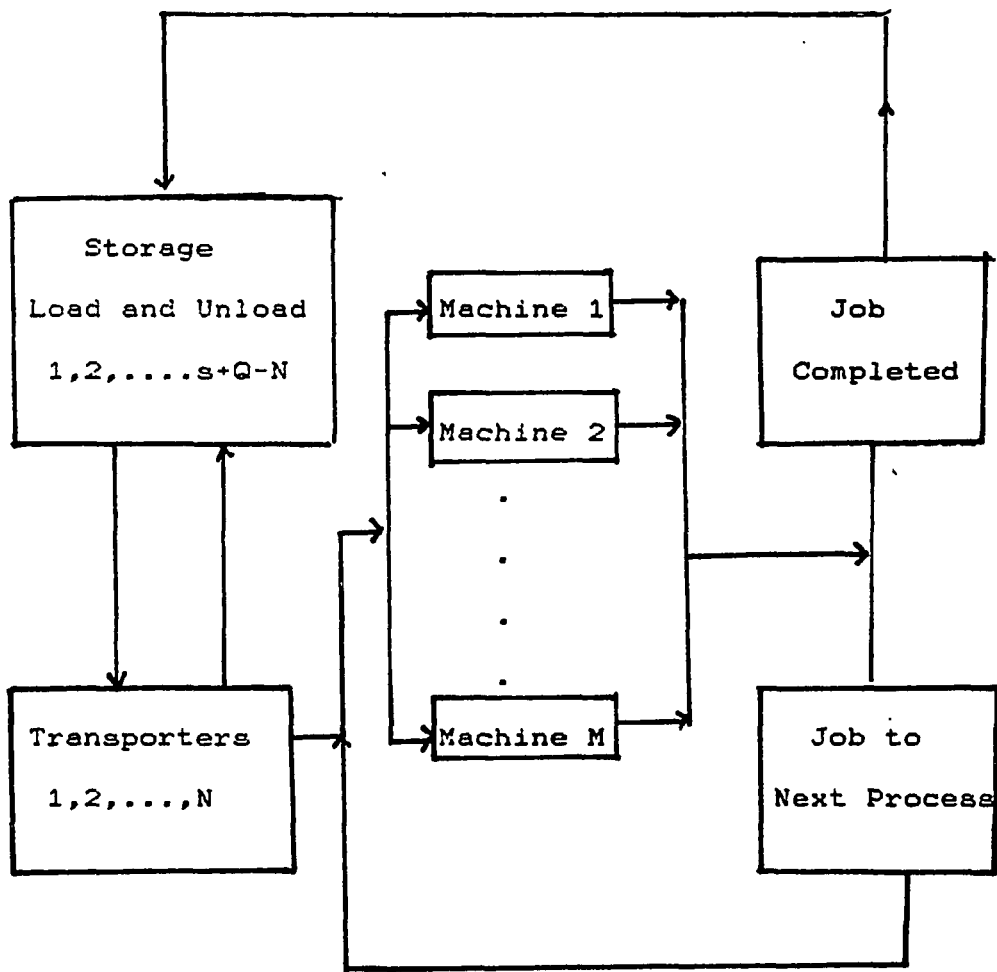 Storage
Load and Unload
1,2,....s+Q-N
Machine 1
Machine 2
Machine M
Job
Completed
Transporters
1,2,...,N
Job to
Next Process